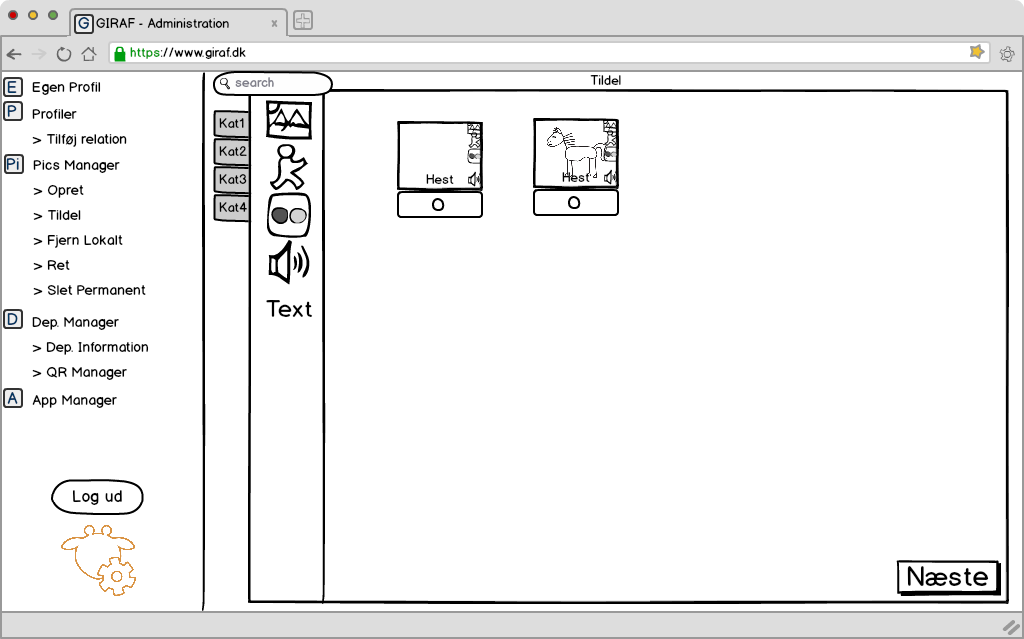 G GIRAF - Administration x
https://www.giraf.dk
E Egen Profil
P Profiler
> Tilføj relation
Pi Pics Manager
> Opret
> Tildel
> Fjern Lokalt
> Ret
> Slet Permanent
D Dep. Manager
> Dep. Information
> QR Manager
A App Manager
Log ud
search
Tildel
Kat1
Kat2
Kat3
Kat4
Text
Hest
Hest
Næste